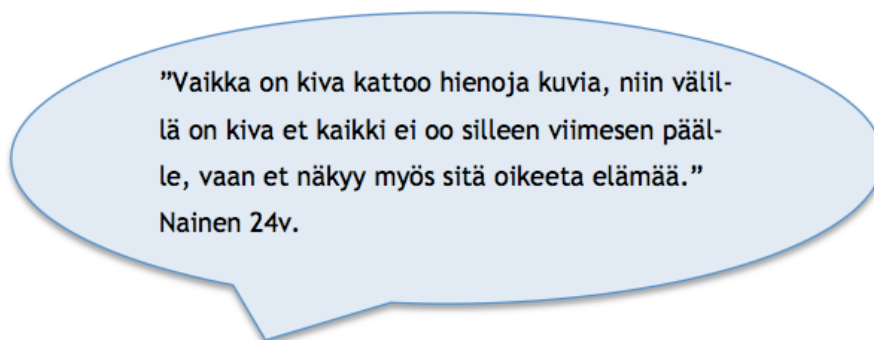 ”Vaikka on kiva kattoo hienoja kuvia, niin välil-
lä on kiva et kaikki ei oo silleen viimesen pääl-
le, vaan et näkyy myös sitä oikeeta elämää.”
Nainen 24v.